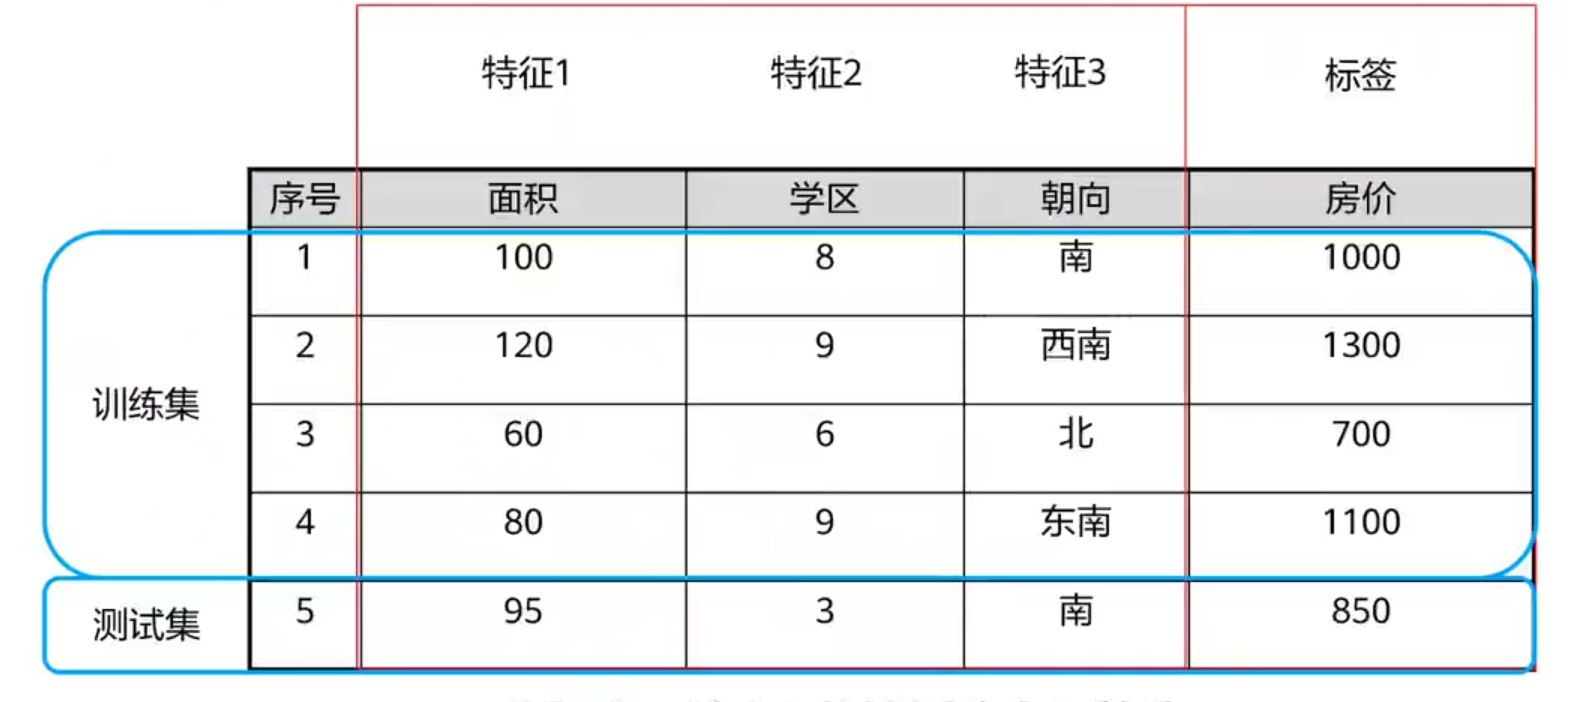 特征1 特征2 特征3 标签
序号 面积 学区 朝向 房价
1 100 8 南 1000
2 120 9 西南 1300
训练集
3 60 6 北 700
4 80 9 东南 1100
测试集 5 95 3 南 850